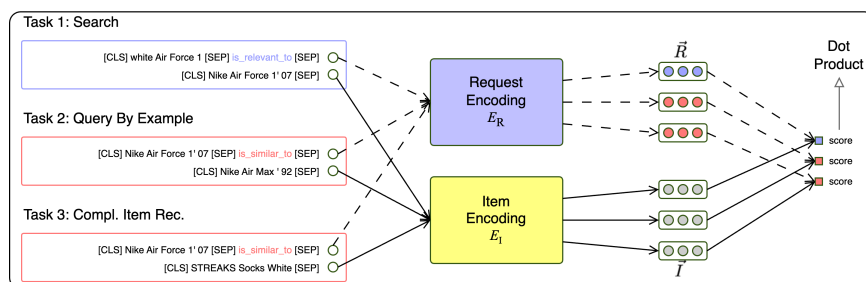 Task 1: Search
[CLS] white Air Force 1 [SEP] is_relevant_to [SEP]
[CLS] Nike Air Force 1' 07 [SEP]
Task 2: Query By Example
[CLS] Nike Air Force 1' 07 [SEP] is_similar_to [SEP]
[CLS] Nike Air Max ' 92 [SEP]
Task 3: Compl. Item Rec.
[CLS] Nike Air Force 1' 07 [SEP] is_similar_to [SEP]
[CLS] STREAKS Socks White [SEP]
Request
Encoding
E_R
Item
Encoding
E_I
R⃗
I⃗
Dot
Product
score
score
score